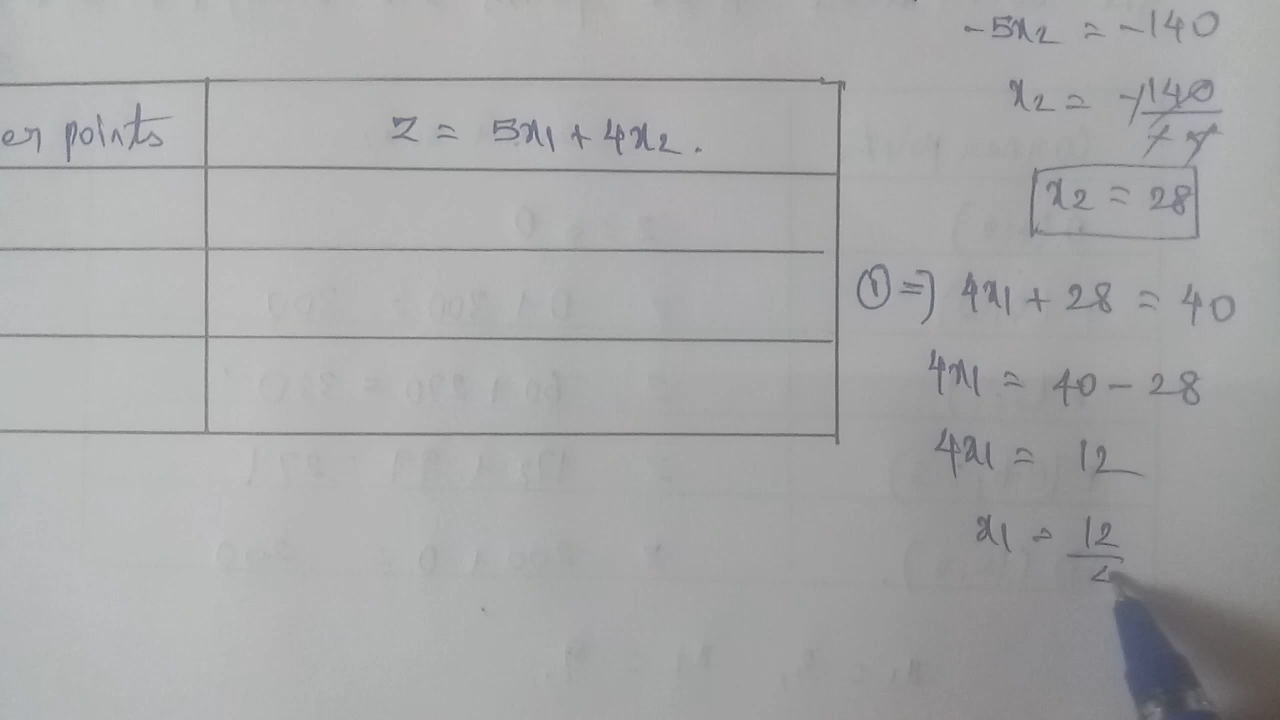 er points
Z = 5x1 + 4x2.
-5x2 = -140
x2 = -140/-5
x2 = 28
① => 4x1 + 28 = 40
4x1 = 40 - 28
4x1 = 12
x1 = 12/4